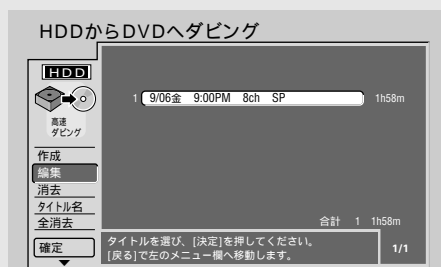 HDDからDVDへダビング
HDD
高速
ダビング
1 9/06金 9:00PM 8ch SP 1h58m
作成
編集
消去
タイトル名
全消去
合計 1 1h58m
確定
タイトルを選び、[決定]を押してください。
[戻る]で左のメニュー欄へ移動します。
1/1